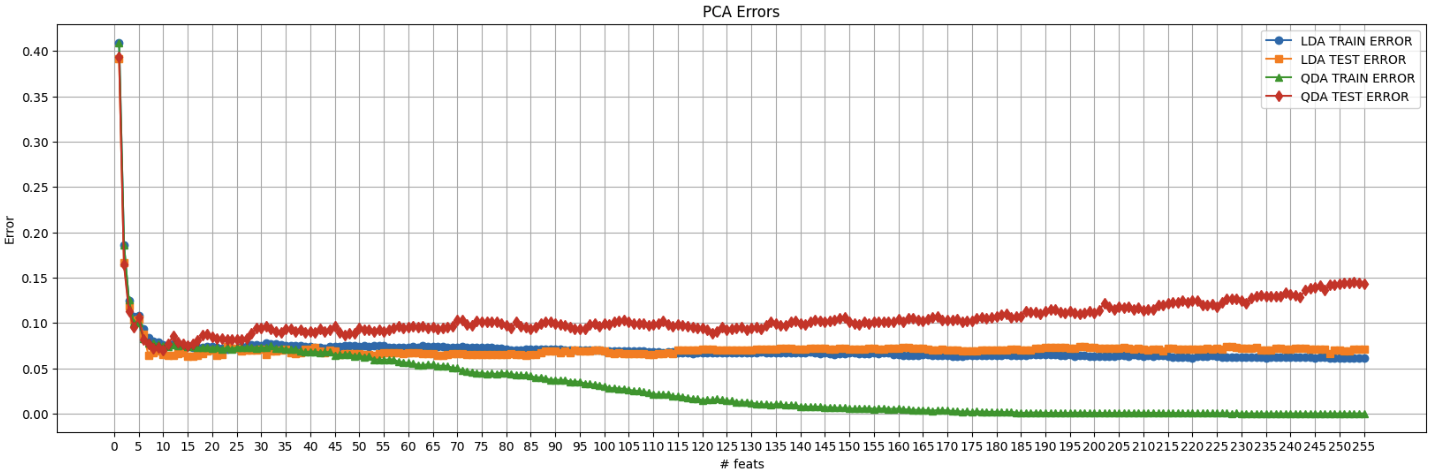 PCA Errors
LDA TRAIN ERROR
LDA TEST ERROR
QDA TRAIN ERROR
QDA TEST ERROR
0.40
0.35
0.30
0.25
0.20
0.15
0.10
0.05
0.00
Error
0 5 10 15 20 25 30 35 40 45 50 55 60 65 70 75 80 85 90 95 100 105 110 115 120 125 130 135 140 145 150 155 160 165 170 175 180 185 190 195 200 205 210 215 220 225 230 235 240 245 250 255
# feats